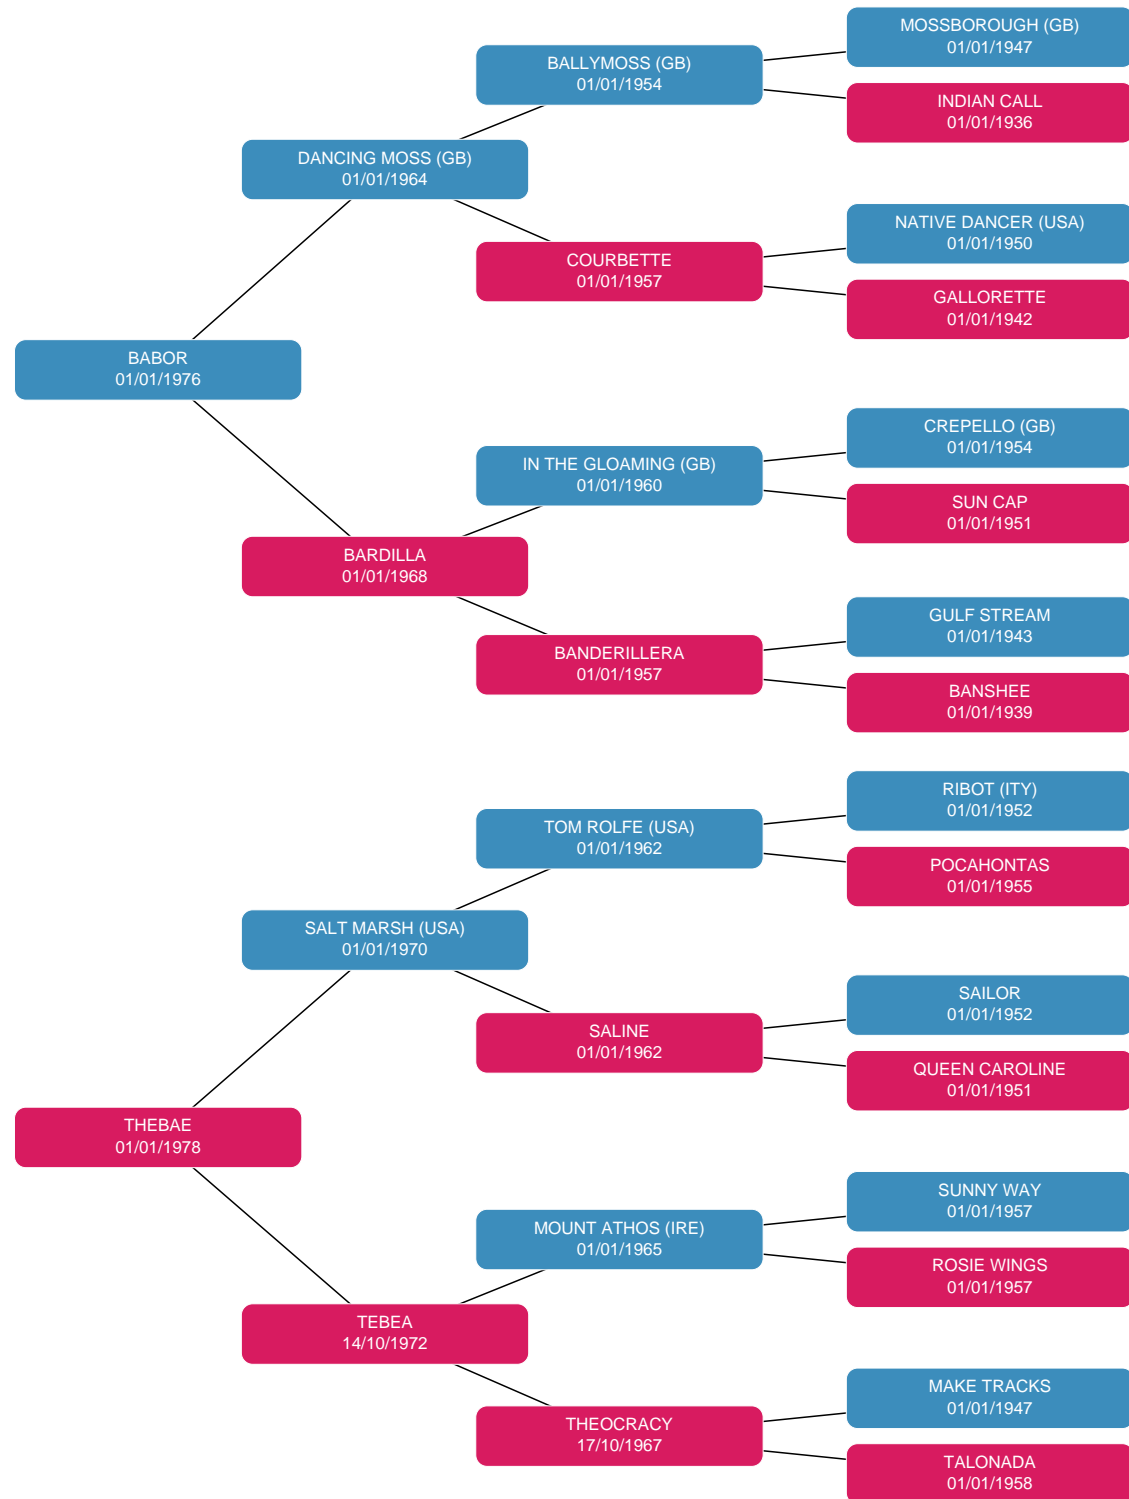 MOSSBOROUGH (GB)
01/01/1947
BALLYMOSS (GB)
01/01/1954
INDIAN CALL
01/01/1936
DANCING MOSS (GB)
01/01/1964
NATIVE DANCER (USA)
01/01/1950
COURBETTE
01/01/1957
GALLORETTE
01/01/1942
BABOR
01/01/1976
CREPELLO (GB)
01/01/1954
IN THE GLOAMING (GB)
01/01/1960
SUN CAP
01/01/1951
BARDILLA
01/01/1968
GULF STREAM
01/01/1943
BANDERILLERA
01/01/1957
BANSHEE
01/01/1939
RIBOT (ITY)
01/01/1952
TOM ROLFE (USA)
01/01/1962
POCAHONTAS
01/01/1955
SALT MARSH (USA)
01/01/1970
SAILOR
01/01/1952
SALINE
01/01/1962
QUEEN CAROLINE
01/01/1951
THEBAE
01/01/1978
SUNNY WAY
01/01/1957
MOUNT ATHOS (IRE)
01/01/1965
ROSIE WINGS
01/01/1957
TEBEA
14/10/1972
MAKE TRACKS
01/01/1947
THEOCRACY
17/10/1967
TALONADA
01/01/1958